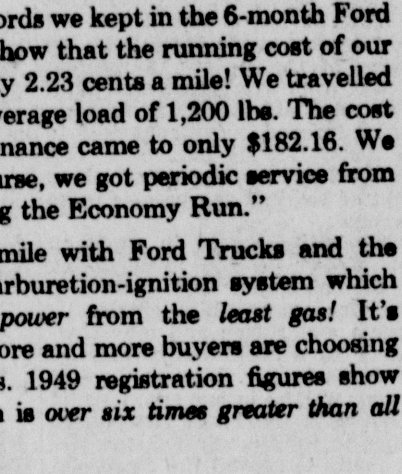 ords we kept in the 6-month Ford
how that the running cost of our
y 2.23 cents a mile! We travelled
erage load of 1,200 lbs. The cost
nance came to only $182.16. We
urse, we got periodic service from
g the Economy Run.”
mile with Ford Trucks and the
arburetion-ignition system which
power from the least gas! It’s
ore and more buyers are choosing
s. 1949 registration figures show
n is over six times greater than all